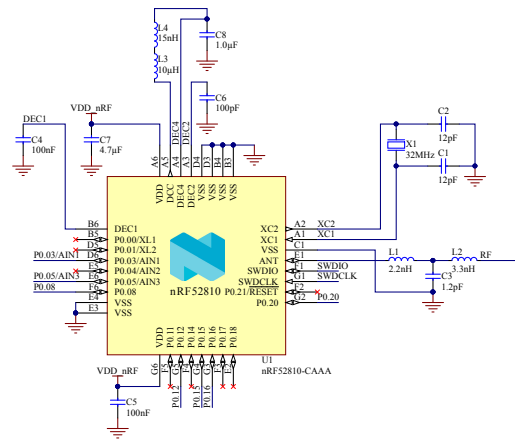 L4
15nH
L3
10µH
C8
1.0µF
C6
100pF
DEC4
DEC2
VDD_nRF
DEC1
C4
100nF
C7
4.7µF
C2
12pF
X1
32MHz
C1
12pF
A6
A5
A4
A3
D4
D3
B4
B3
VDD
DCC
DEC4
DEC2
VSS
VSS
VSS
VSS
B6
DEC1
B5
P0.00/XL1
D5
P0.01/XL2
P0.03/AIN1
D6
P0.03/AIN1
E5
P0.04/AIN2
P0.05/AIN3
E6
P0.05/AIN3
P0.08
F6
P0.08
E4
VSS
E3
VSS
nRF52810
XC2
A2
XC2
XC1
A1
XC1
VSS
C1
ANT
E1
SWDIO
F1
SWDIO
SWDCLK
G1
SWDCLK
P0.21/RESET
F2
P0.20
G2
P0.20
L1
2.2nH
L2
3.3nH
RF
C3
1.2pF
VDD
P0.11
P0.12
P0.14
P0.15
P0.16
P0.17
P0.18
G6
F5
G5
F4
G4
G3
F3
E2
P0.12
P0.15
P0.16
U1
nRF52810-CAAA
VDD_nRF
C5
100nF